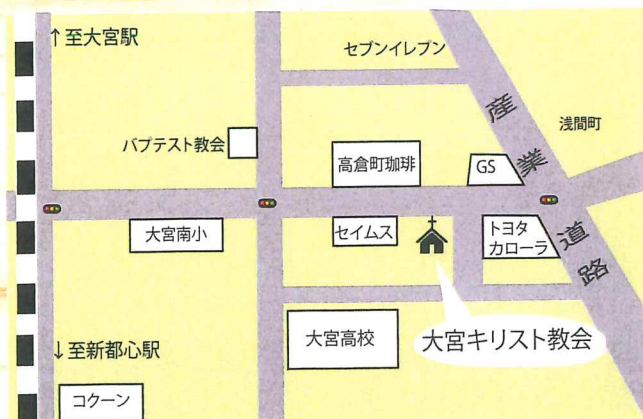 ↑至大宮駅
セブンイレブン
産業道路
浅間町
バプテスト教会
高倉町珈琲
GS
大宮南小
セイムス
トヨタ
カローラ
↓至新都心駅
大宮高校
大宮キリスト教会
コクーン